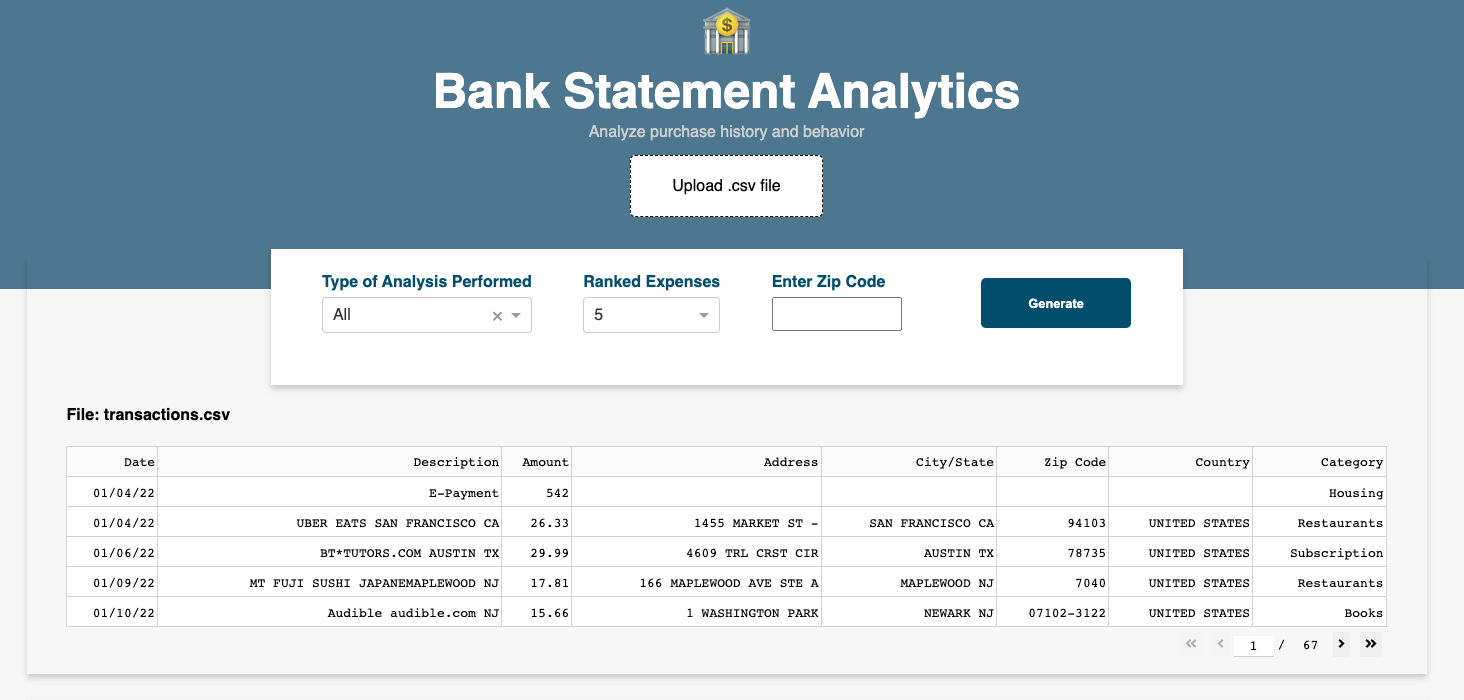 Bank Statement Analytics
Analyze purchase history and behavior
Upload .csv file
Type of Analysis Performed Ranked Expenses Enter Zip Code
All × 5 Generate
File: transactions.csv
Date Description Amount Address City/State Zip Code Country Category
01/04/22 E-Payment 542 Housing
01/04/22 UBER EATS SAN FRANCISCO CA 26.33 1455 MARKET ST - SAN FRANCISCO CA 94103 UNITED STATES Restaurants
01/06/22 BT*TUTORS.COM AUSTIN TX 29.99 4609 TRL CRST CIR AUSTIN TX 78735 UNITED STATES Subscription
01/09/22 MT FUJI SUSHI JAPANEMAPLEWOOD NJ 17.81 166 MAPLEWOOD AVE STE A MAPLEWOOD NJ 7040 UNITED STATES Restaurants
01/10/22 Audible audible.com NJ 15.66 1 WASHINGTON PARK NEWARK NJ 07102-3122 UNITED STATES Books
« ‹ 1 / 67 › »